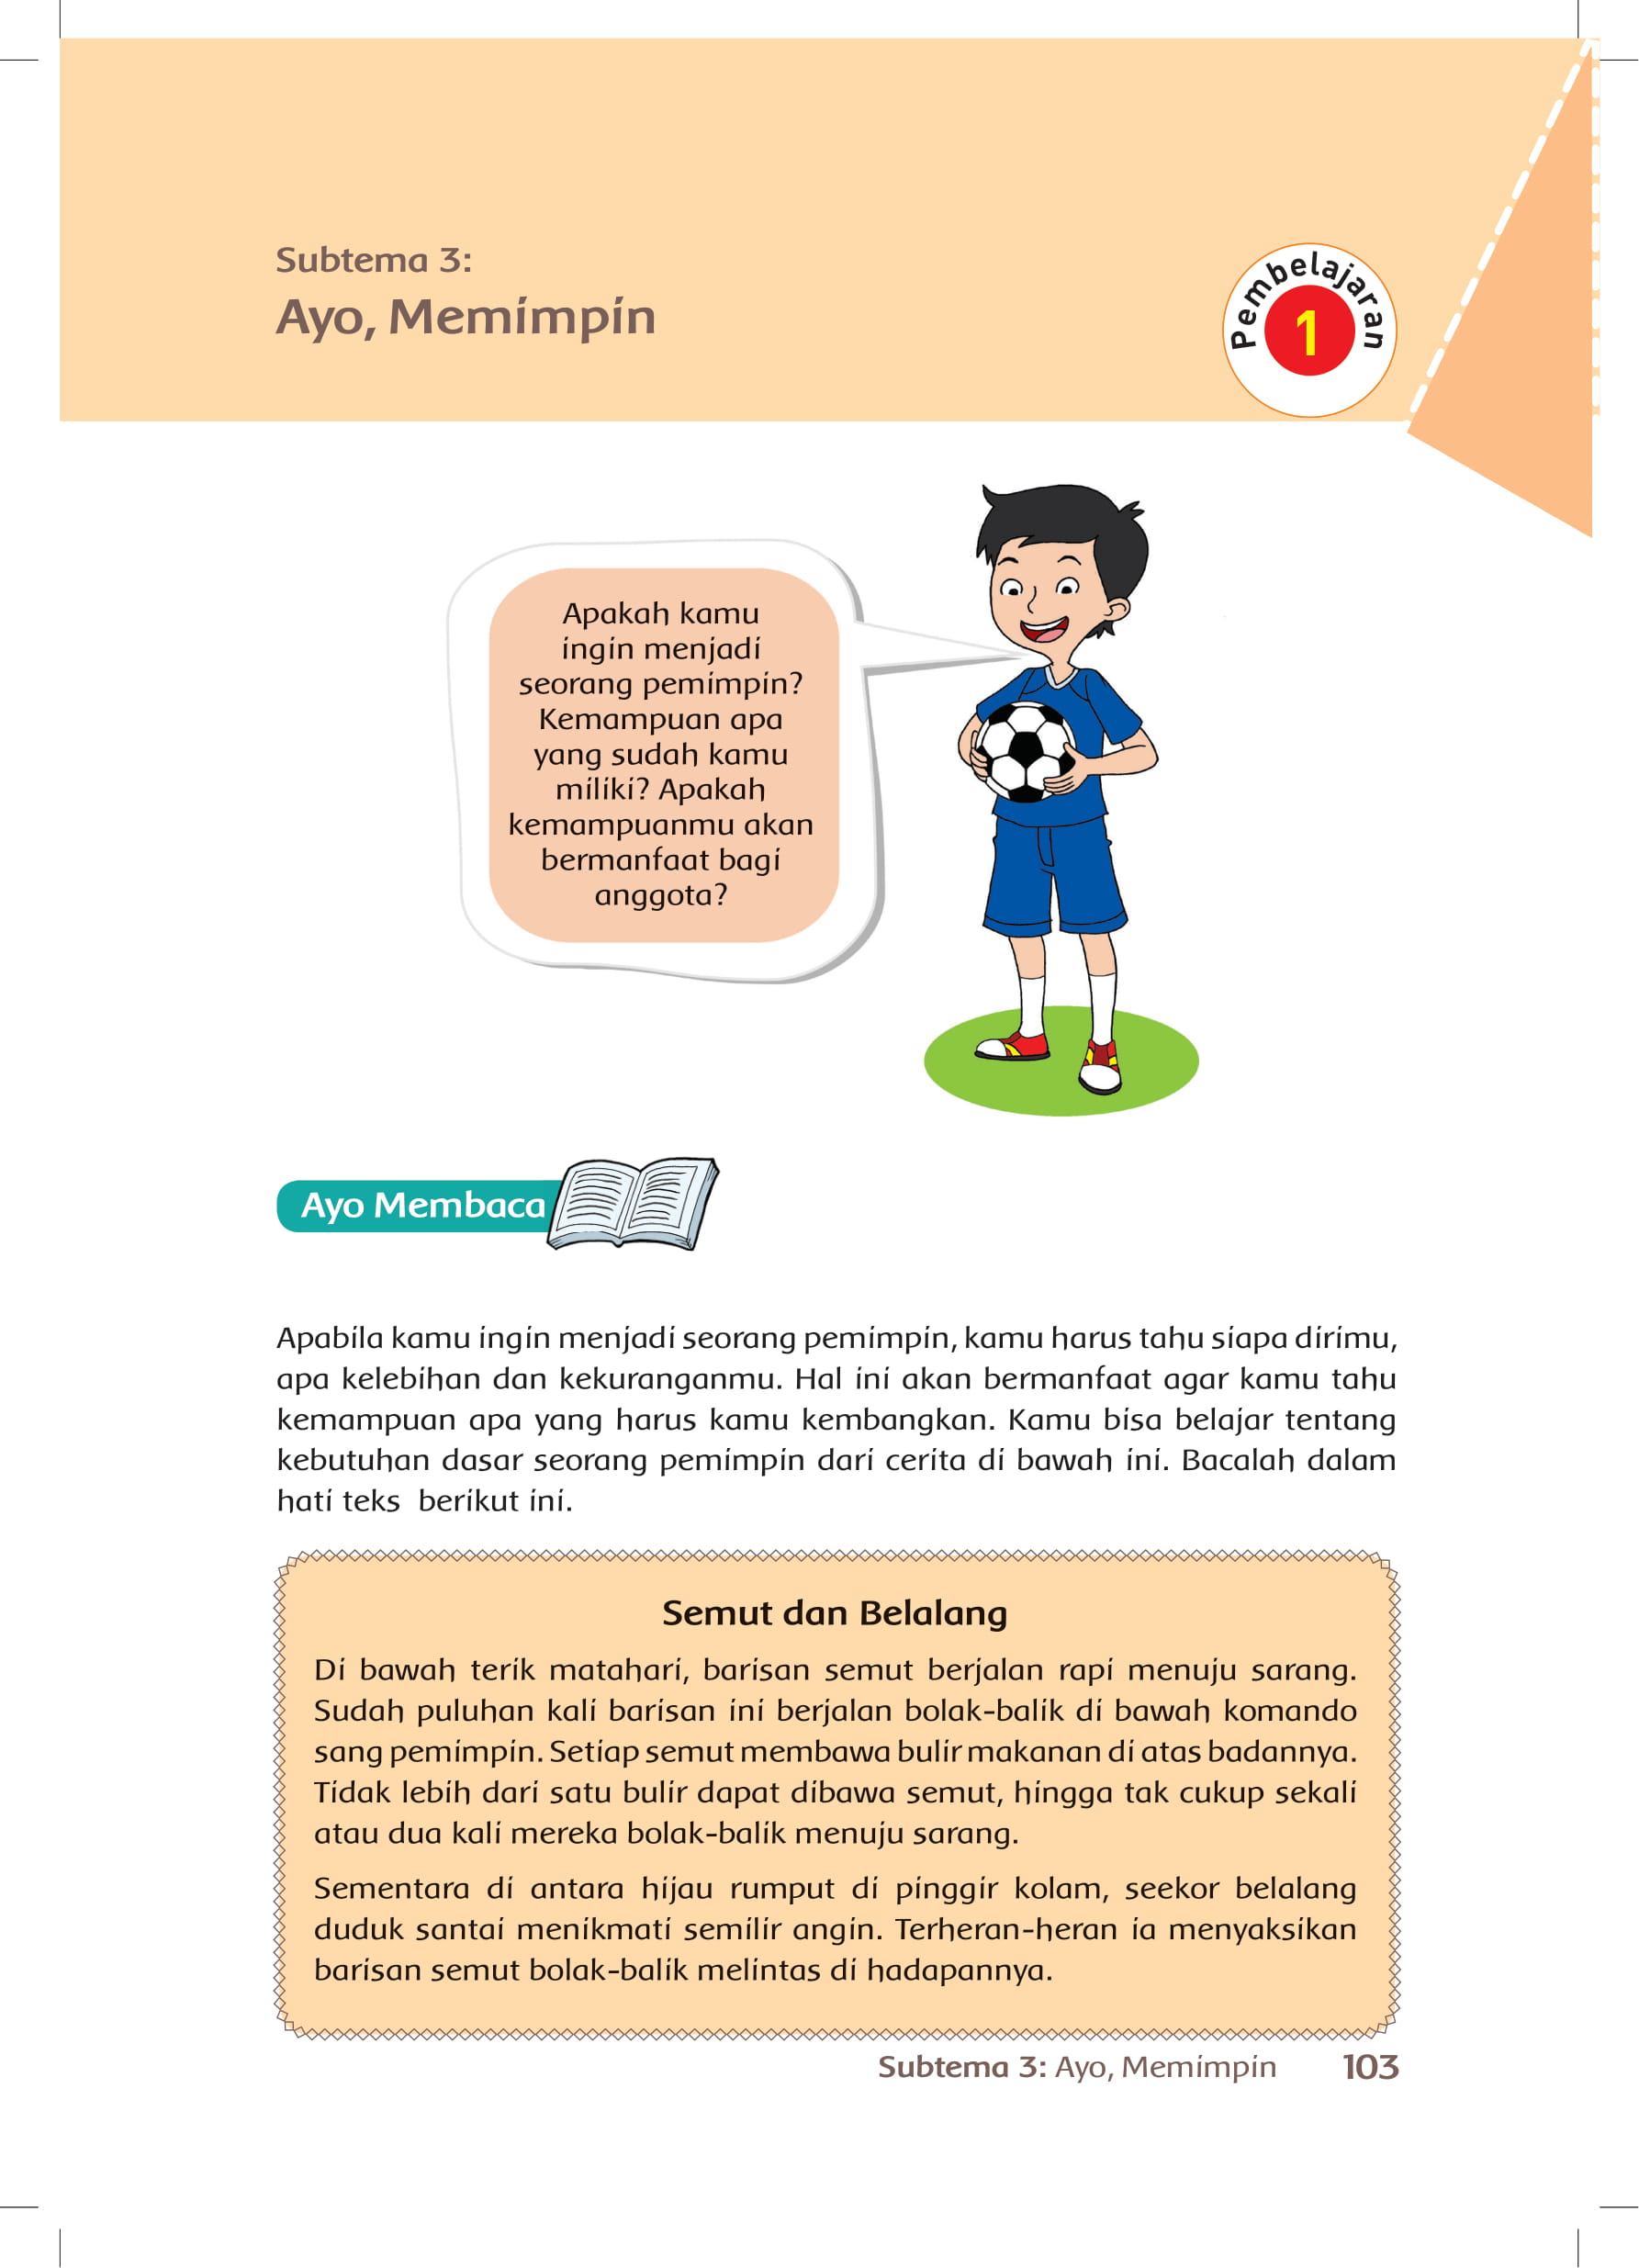 Subtema 3:
Ayo, Memimpin
Pembelajaran
1
Apakah kamu
ingin menjadi
seorang pemimpin?
Kemampuan apa
yang sudah kamu
miliki? Apakah
kemampuanmu akan
bermanfaat bagi
anggota?
Ayo Membaca
Apabila kamu ingin menjadi seorang pemimpin, kamu harus tahu siapa dirimu,
apa kelebihan dan kekuranganmu. Hal ini akan bermanfaat agar kamu tahu
kemampuan apa yang harus kamu kembangkan. Kamu bisa belajar tentang
kebutuhan dasar seorang pemimpin dari cerita di bawah ini. Bacalah dalam
hati teks berikut ini.
Semut dan Belalang
Di bawah terik matahari, barisan semut berjalan rapi menuju sarang.
Sudah puluhan kali barisan ini berjalan bolak-balik di bawah komando
sang pemimpin. Setiap semut membawa bulir makanan di atas badannya.
Tidak lebih dari satu bulir dapat dibawa semut, hingga tak cukup sekali
atau dua kali mereka bolak-balik menuju sarang.
Sementara di antara hijau rumput di pinggir kolam, seekor belalang
duduk santai menikmati semilir angin. Terheran-heran ia menyaksikan
barisan semut bolak-balik melintas di hadapannya.
Subtema 3: Ayo, Memimpin 103